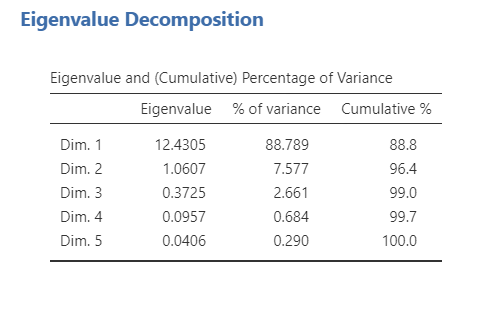 Eigenvalue Decomposition
Eigenvalue and (Cumulative) Percentage of Variance
Eigenvalue % of variance Cumulative %
Dim. 1 12.4305 88.789 88.8
Dim. 2 1.0607 7.577 96.4
Dim. 3 0.3725 2.661 99.0
Dim. 4 0.0957 0.684 99.7
Dim. 5 0.0406 0.290 100.0